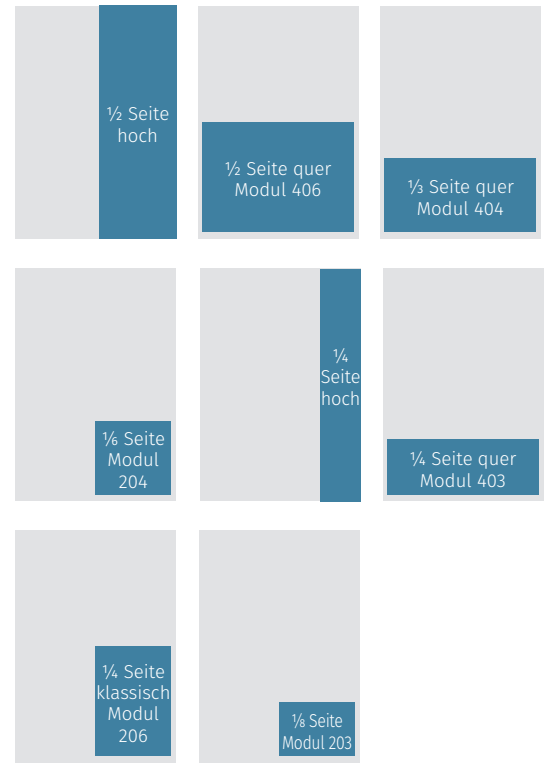 ½ Seite
hoch
½ Seite quer
Modul 406
⅓ Seite quer
Modul 404
⅙ Seite
Modul
204
¼
Seite
hoch
¼ Seite quer
Modul 403
¼ Seite
klassisch
Modul
206
⅛ Seite
Modul 203